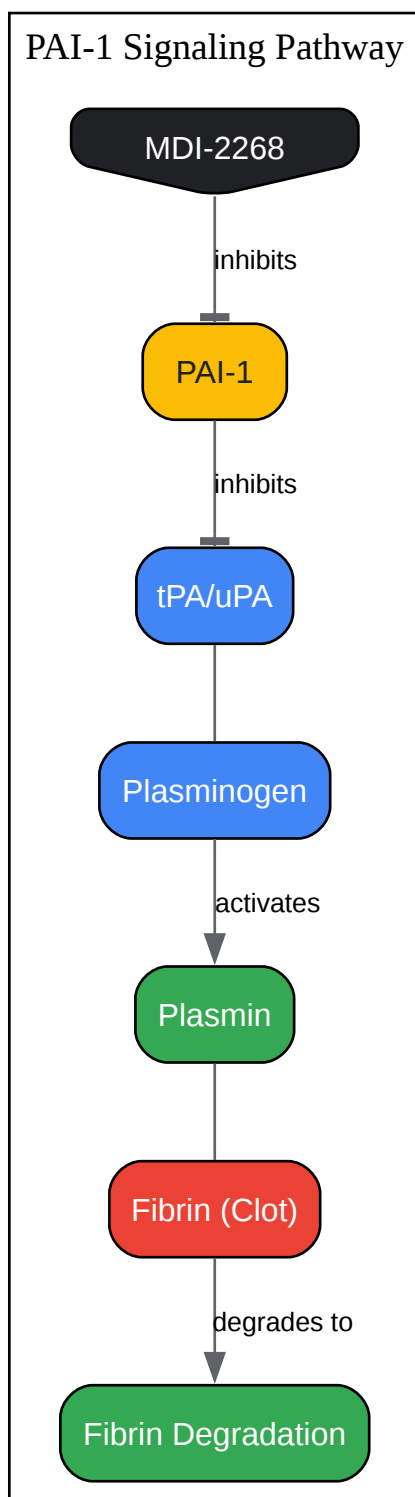 PAI-1 Signaling Pathway
MDI-2268
inhibits
PAI-1
inhibits
tPA/uPA
Plasminogen
activates
Plasmin
Fibrin (Clot)
degrades to
Fibrin Degradation